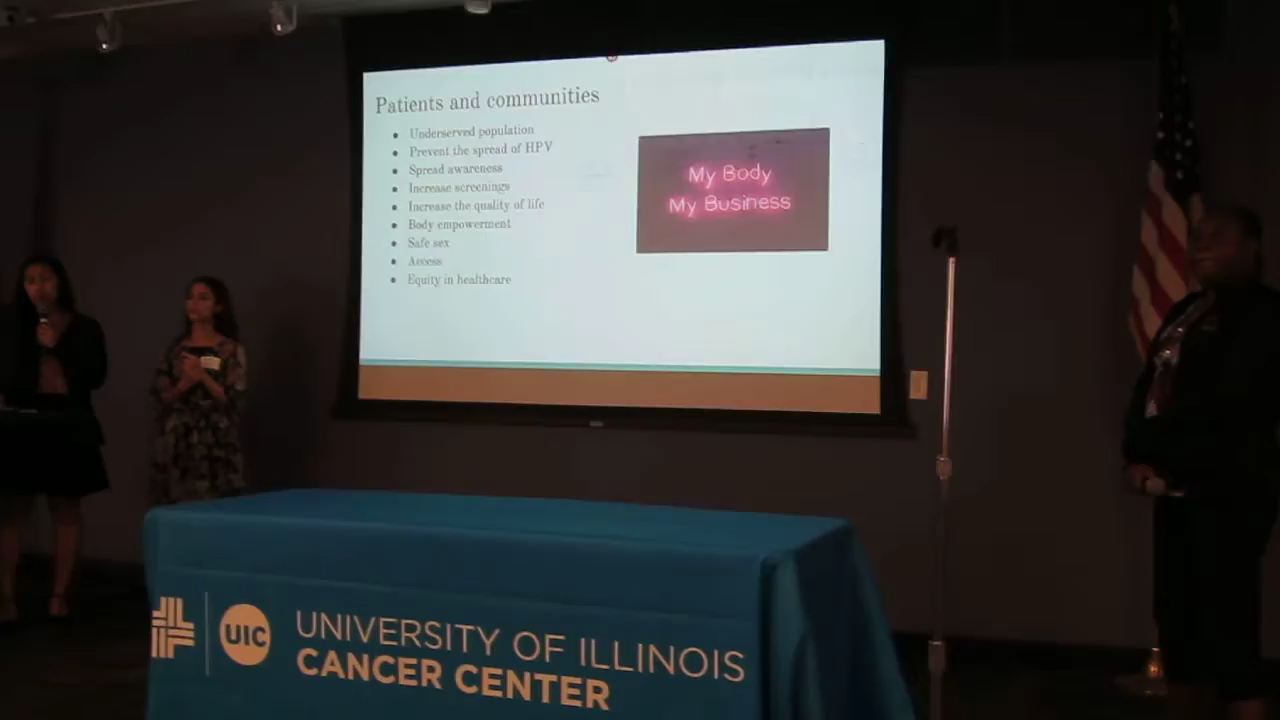 Patients and communities
● Underserved population
● Prevent the spread of HPV
● Spread awareness
● Increase screenings
● Increase the quality of life
● Body empowerment
● Safe sex
● Access
● Equity in healthcare
My Body
My Business
UIC
UNIVERSITY OF ILLINOIS
CANCER CENTER